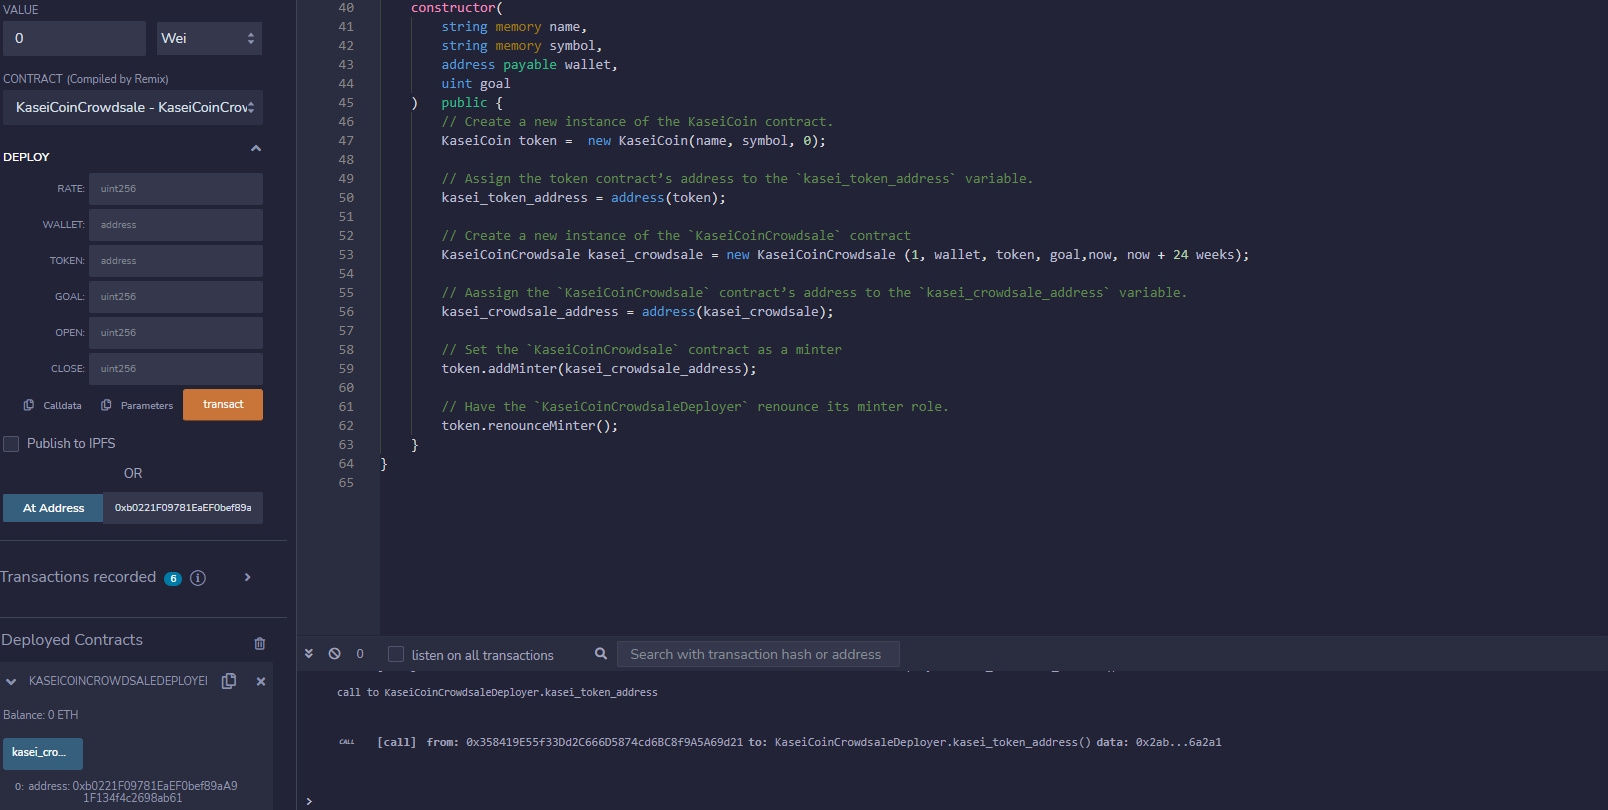 VALUE
0
Wei
CONTRACT (Compiled by Remix)
KaseiCoinCrowdsale - KaseiCoinCrov
DEPLOY
RATE: uint256
WALLET: address
TOKEN: address
GOAL: uint256
OPEN: uint256
CLOSE: uint256
Calldata Parameters transact
Publish to IPFS
OR
At Address 0xb0221F09781EaEF0bef89a
Transactions recorded 6 i
Deployed Contracts
KASEICOINCROWDSALEDEPLOYEI
Balance: 0 ETH
kasei_cro...
0: address: 0xb0221F09781EaEF0bef89aA9
1F134f4c2698ab61
40 constructor(
41 string memory name,
42 string memory symbol,
43 address payable wallet,
44 uint goal
45 ) public {
46 // Create a new instance of the KaseiCoin contract.
47 KaseiCoin token =  new KaseiCoin(name, symbol, 0);
48
49 // Assign the token contract’s address to the `kasei_token_address` variable.
50 kasei_token_address = address(token);
51
52 // Create a new instance of the `KaseiCoinCrowdsale` contract
53 KaseiCoinCrowdsale kasei_crowdsale = new KaseiCoinCrowdsale (1, wallet, token, goal,now, now + 24 weeks);
54
55 // Aassign the `KaseiCoinCrowdsale` contract’s address to the `kasei_crowdsale_address` variable.
56 kasei_crowdsale_address = address(kasei_crowdsale);
57
58 // Set the `KaseiCoinCrowdsale` contract as a minter
59 token.addMinter(kasei_crowdsale_address);
60
61 // Have the `KaseiCoinCrowdsaleDeployer` renounce its minter role.
62 token.renounceMinter();
63 }
64 }
65
0 listen on all transactions Search with transaction hash or address
call to KaseiCoinCrowdsaleDeployer.kasei_token_address
CALL [call] from: 0x358419E55f33Dd2C666D5874cd6BC8f9A5A69d21 to: KaseiCoinCrowdsaleDeployer.kasei_token_address() data: 0x2ab...6a2a1
>